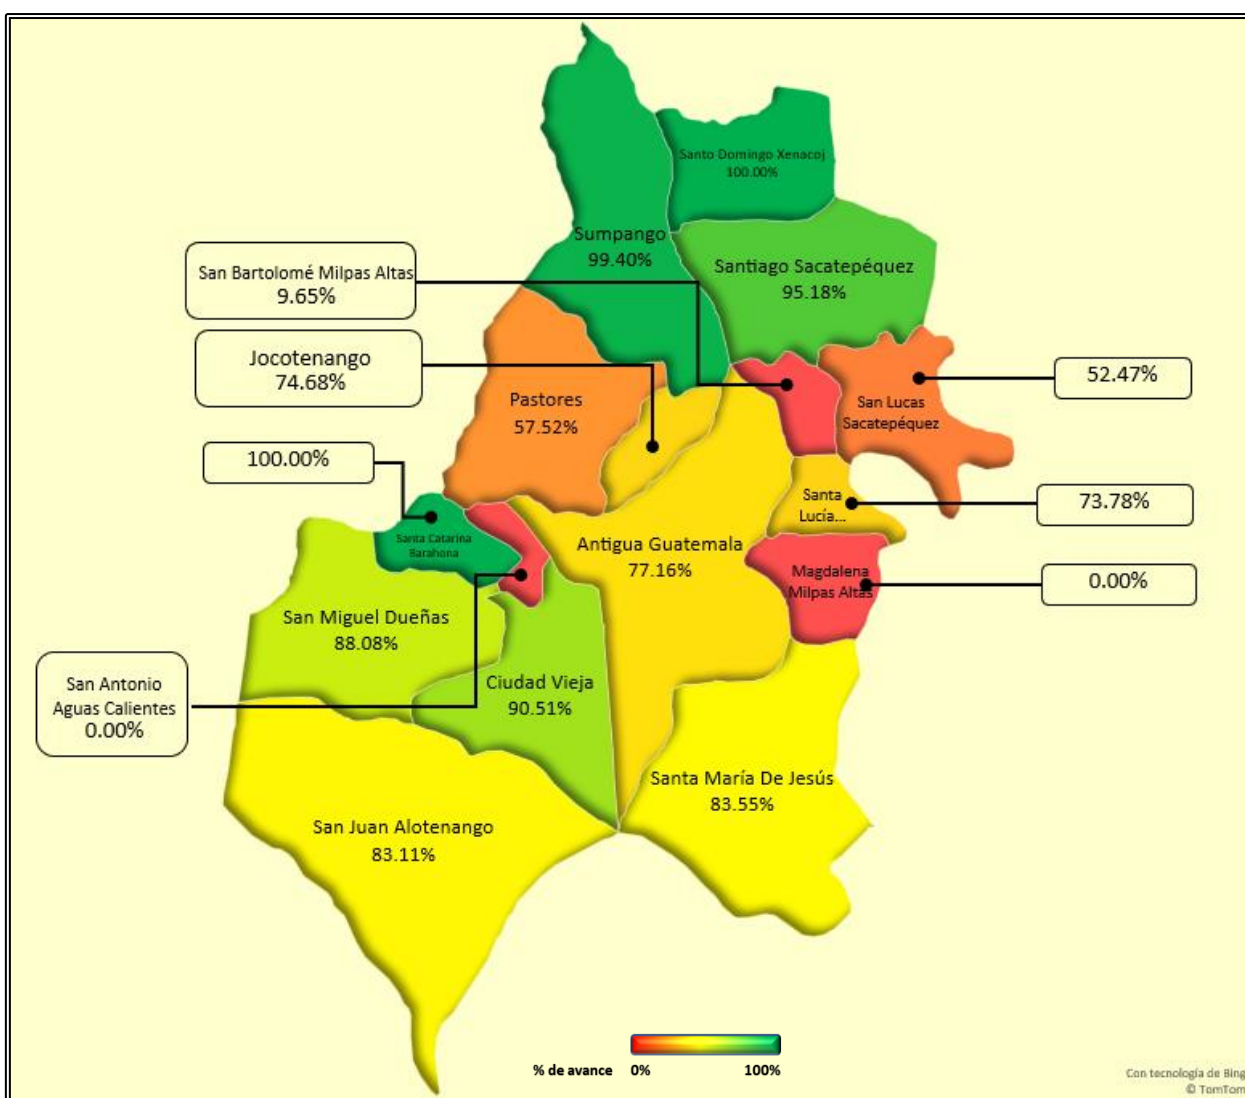 Santo Domingo Xenacoj
100.00%
Sumpango
99.40%
Santiago Sacatepéquez
95.18%
San Bartolomé Milpas Altas
9.65%
Jocotenango
74.68%
52.47%
Pastores
57.52%
San Lucas
Sacatepéquez
100.00%
73.78%
Santa
Lucía...
Santa Catarina
Barahona
Antigua Guatemala
77.16%
Magdalena
Milpas Altas
0.00%
San Miguel Dueñas
88.08%
San Antonio
Aguas Calientes
0.00%
Ciudad Vieja
90.51%
Santa María De Jesús
83.55%
San Juan Alotenango
83.11%
% de avance 0% 100%
Con tecnología de Bing
© TomTom